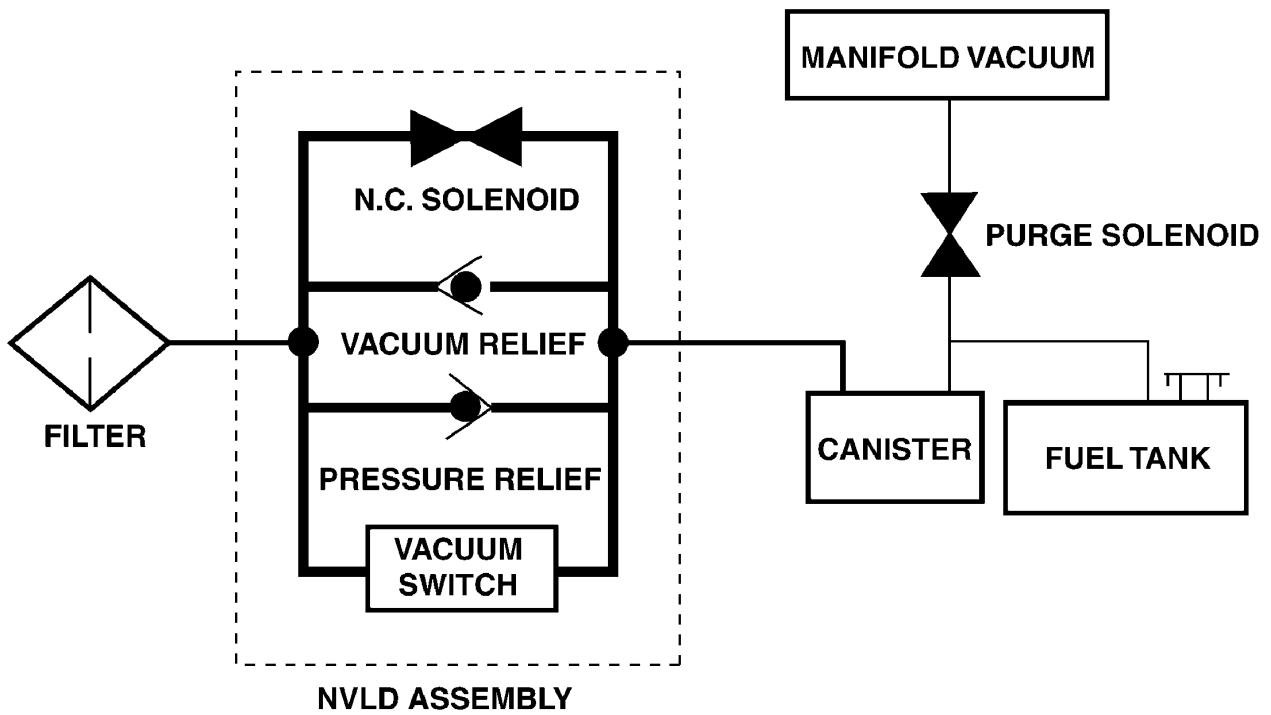 MANIFOLD VACUUM
N.C. SOLENOID
PURGE SOLENOID
VACUUM RELIEF
FILTER
CANISTER
FUEL TANK
PRESSURE RELIEF
VACUUM
SWITCH
NVLD ASSEMBLY